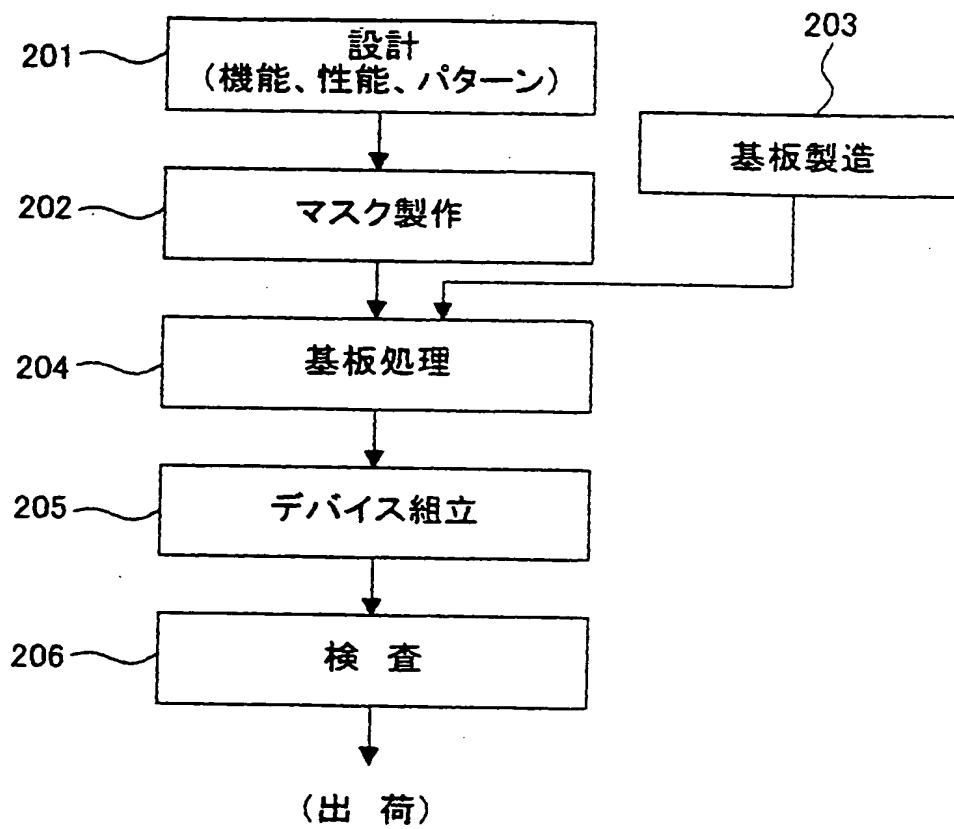 201
設計
(機能、性能、パターン)
203
基板製造
202
マスク製作
204
基板処理
205
デバイス組立
206
検 査
(出 荷)